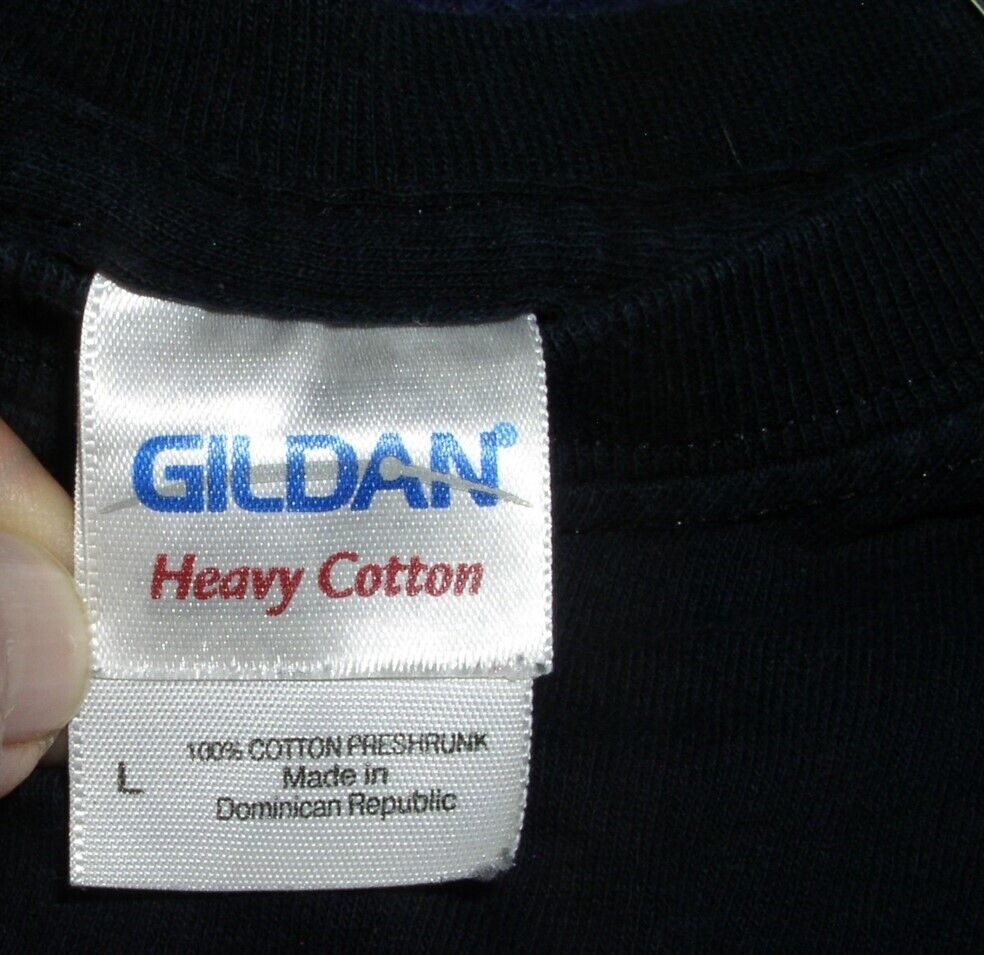 GILDAN®
Heavy Cotton
100% COTTON PRESHRUNK
L
Made in
Dominican Republic